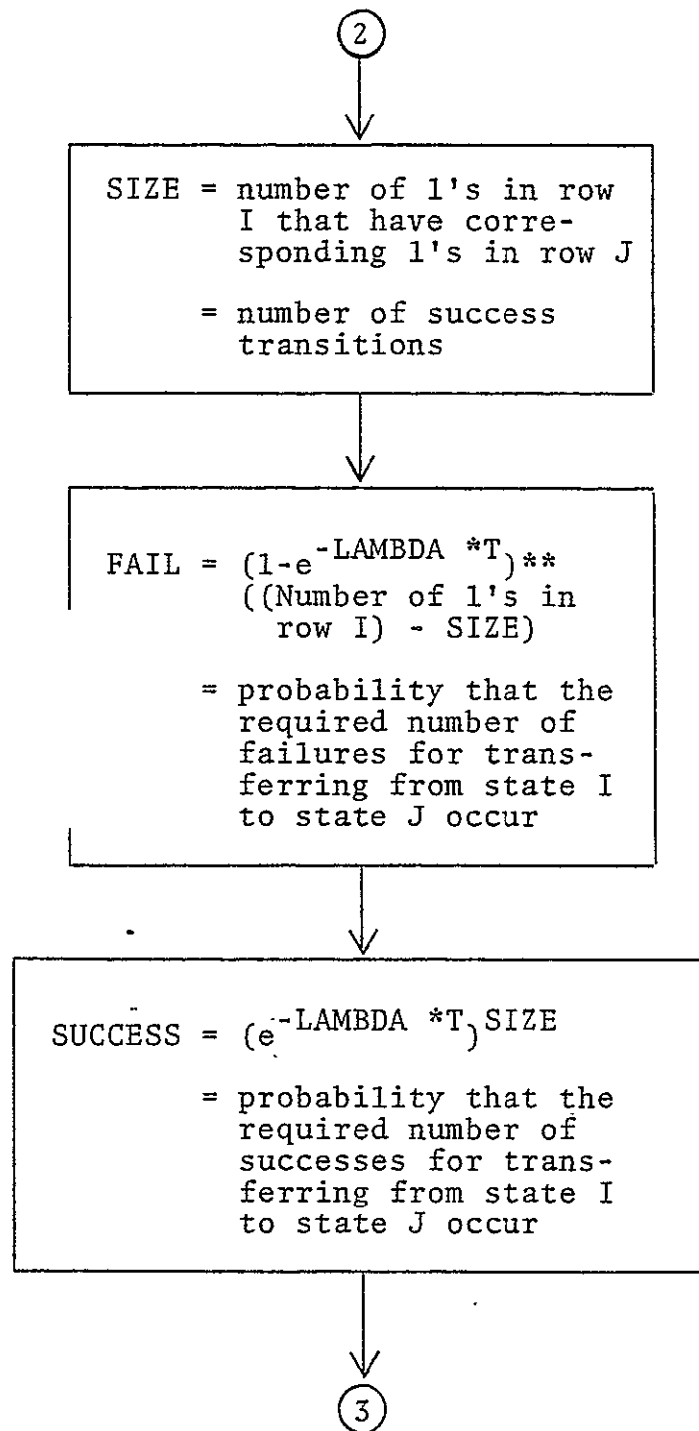 2
SIZE = number of 1's in row
I that have corre-
sponding 1's in row J
= number of success
transitions
FAIL = (1-e^-LAMBDA *T)**
((Number of 1's in
row I) - SIZE)
= probability that the
required number of
failures for trans-
ferring from state I
to state J occur
SUCCESS = (e^-LAMBDA *T)^SIZE
= probability that the
required number of
successes for trans-
ferring from state I
to state J occur
3